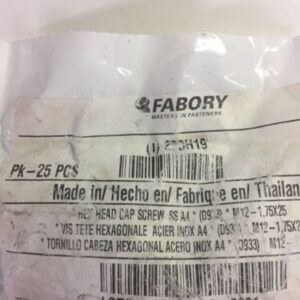 FABORY
MASTERS IN FASTENERS
Pk-25 PCS
Made in/ Hecho en/ Fabrique en/ Thailan
HEX HEAD CAP SCREW SS A4 * (D933) * M12-1,75X25
* VIS TETE HEXAGONALE ACIER INOX A4 * (D933) * M12-1,75X2
* TORNILLO CABEZA HEXAGONAL ACERO INOX A4 * (D933) * M12-